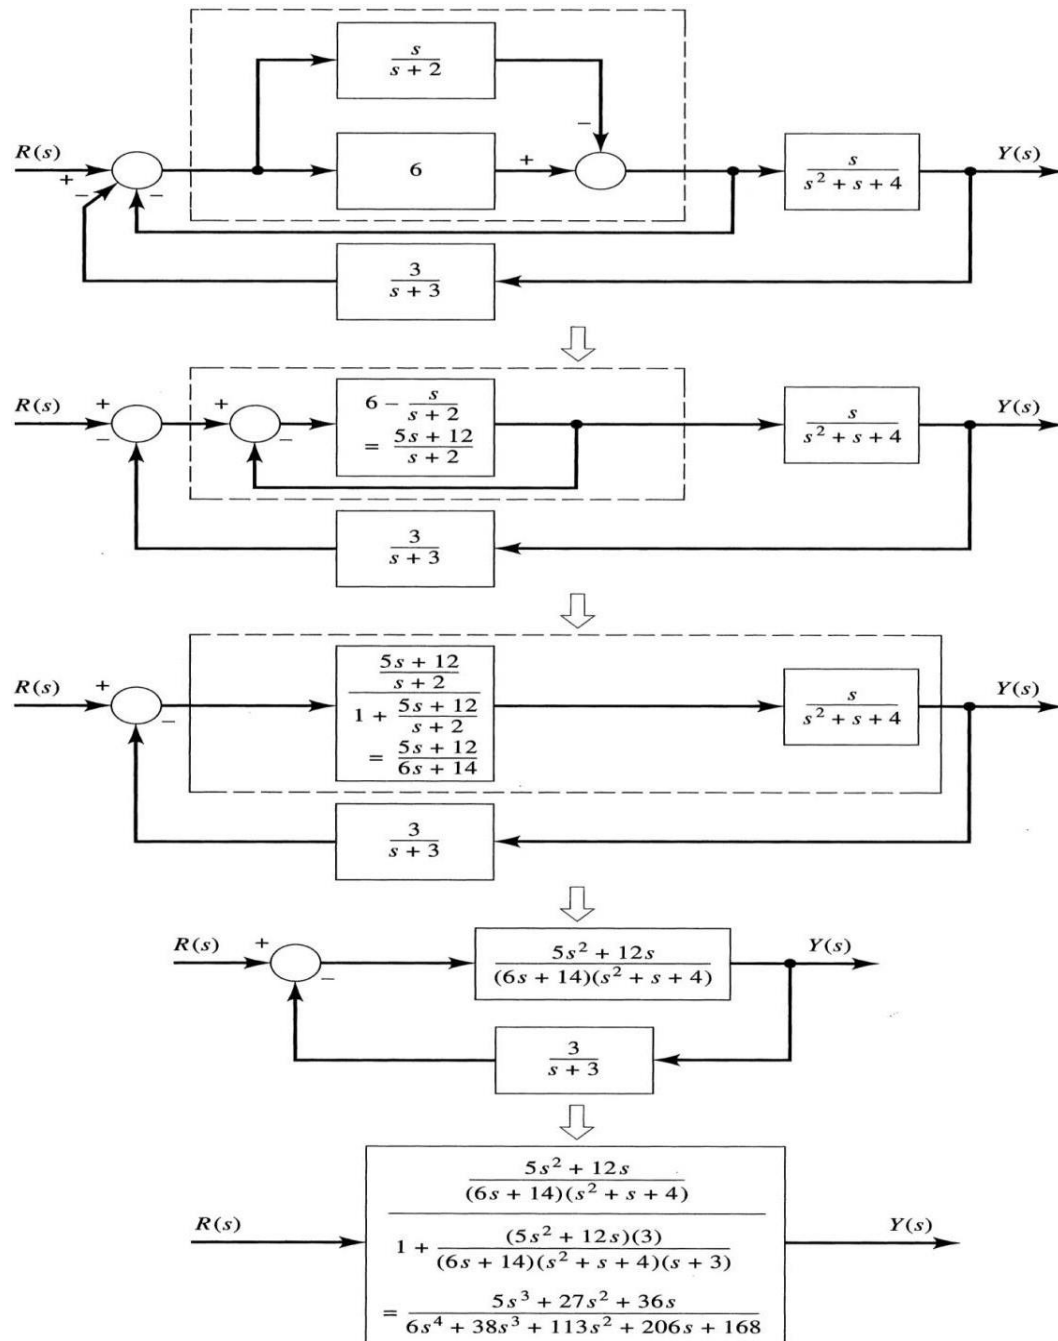 s
s + 2
−
R(s)
+
−
−
6
+
s
s² + s + 4
Y(s)
3
s + 3
R(s)
+
−
+
−
6 − s
s + 2
= 5s + 12
s + 2
s
s² + s + 4
Y(s)
3
s + 3
R(s)
+
−
5s + 12
s + 2
1 + 5s + 12
s + 2
= 5s + 12
6s + 14
s
s² + s + 4
Y(s)
3
s + 3
R(s)
+
−
5s² + 12s
(6s + 14)(s² + s + 4)
Y(s)
3
s + 3
R(s)
5s² + 12s
(6s + 14)(s² + s + 4)
1 + (5s² + 12s)(3)
(6s + 14)(s² + s + 4)(s + 3)
= 5s³ + 27s² + 36s
6s⁴ + 38s³ + 113s² + 206s + 168
Y(s)